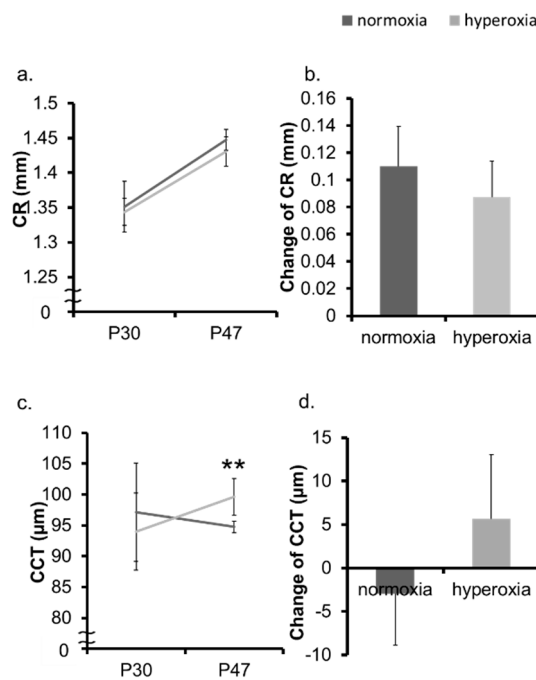 normoxia hyperoxia
a.
CR (mm)
1.5
1.45
1.4
1.35
1.3
1.25
0
P30 P47
b.
Change of CR (mm)
0.16
0.14
0.12
0.1
0.08
0.06
0.04
0.02
0
normoxia hyperoxia
c.
CCT (µm)
110
105
100
95
90
85
80
0
**
P30 P47
d.
Change of CCT (µm)
15
10
5
0
-5
-10
normoxia hyperoxia